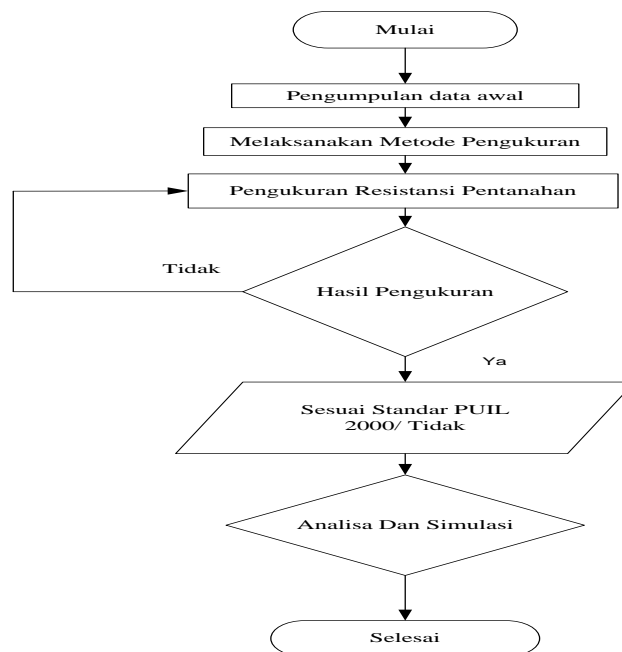 Mulai
Pengumpulan data awal
Melaksanakan Metode Pengukuran
Pengukuran Resistansi Pentanahan
Tidak
Hasil Pengukuran
Ya
Sesuai Standar PUIL
2000/ Tidak
Analisa Dan Simulasi
Selesai